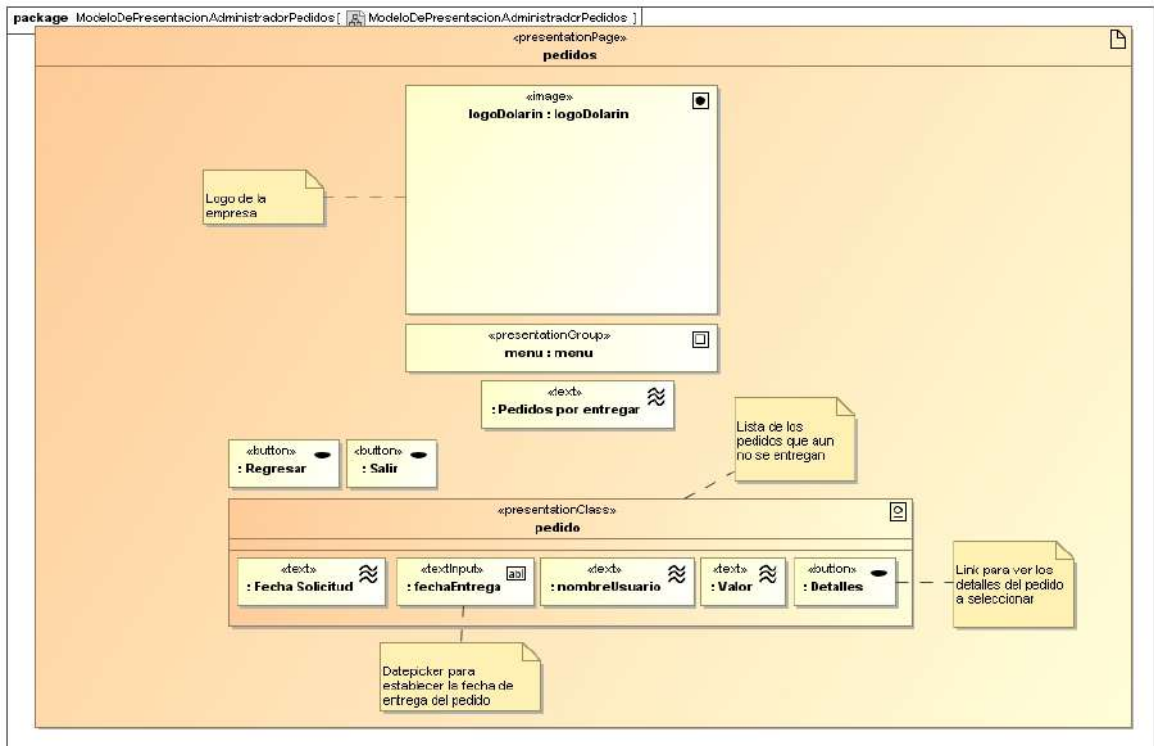 package ModeloDePresentacionAdministradorPedidos [ ModeloDePresentacionAdministradorPedidos ]
«presentationPage»
pedidos
«image»
logoDolarin : logoDolarin
Logo de la
empresa
«presentationGroup»
menu : menu
«text»
: Pedidos por entregar
Lista de los
pedidos que aun
no se entregan
«button»
: Regresar
«button»
: Salir
«presentationClass»
pedido
«text»
: Fecha Solicitud
«textInput»
: fechaEntrega
abl
«text»
: nombreUsuario
«text»
: Valor
«button»
: Detalles
Link para ver los
detalles del pedido
a seleccionar
Datepicker para
establecer la fecha de
entrega del pedido